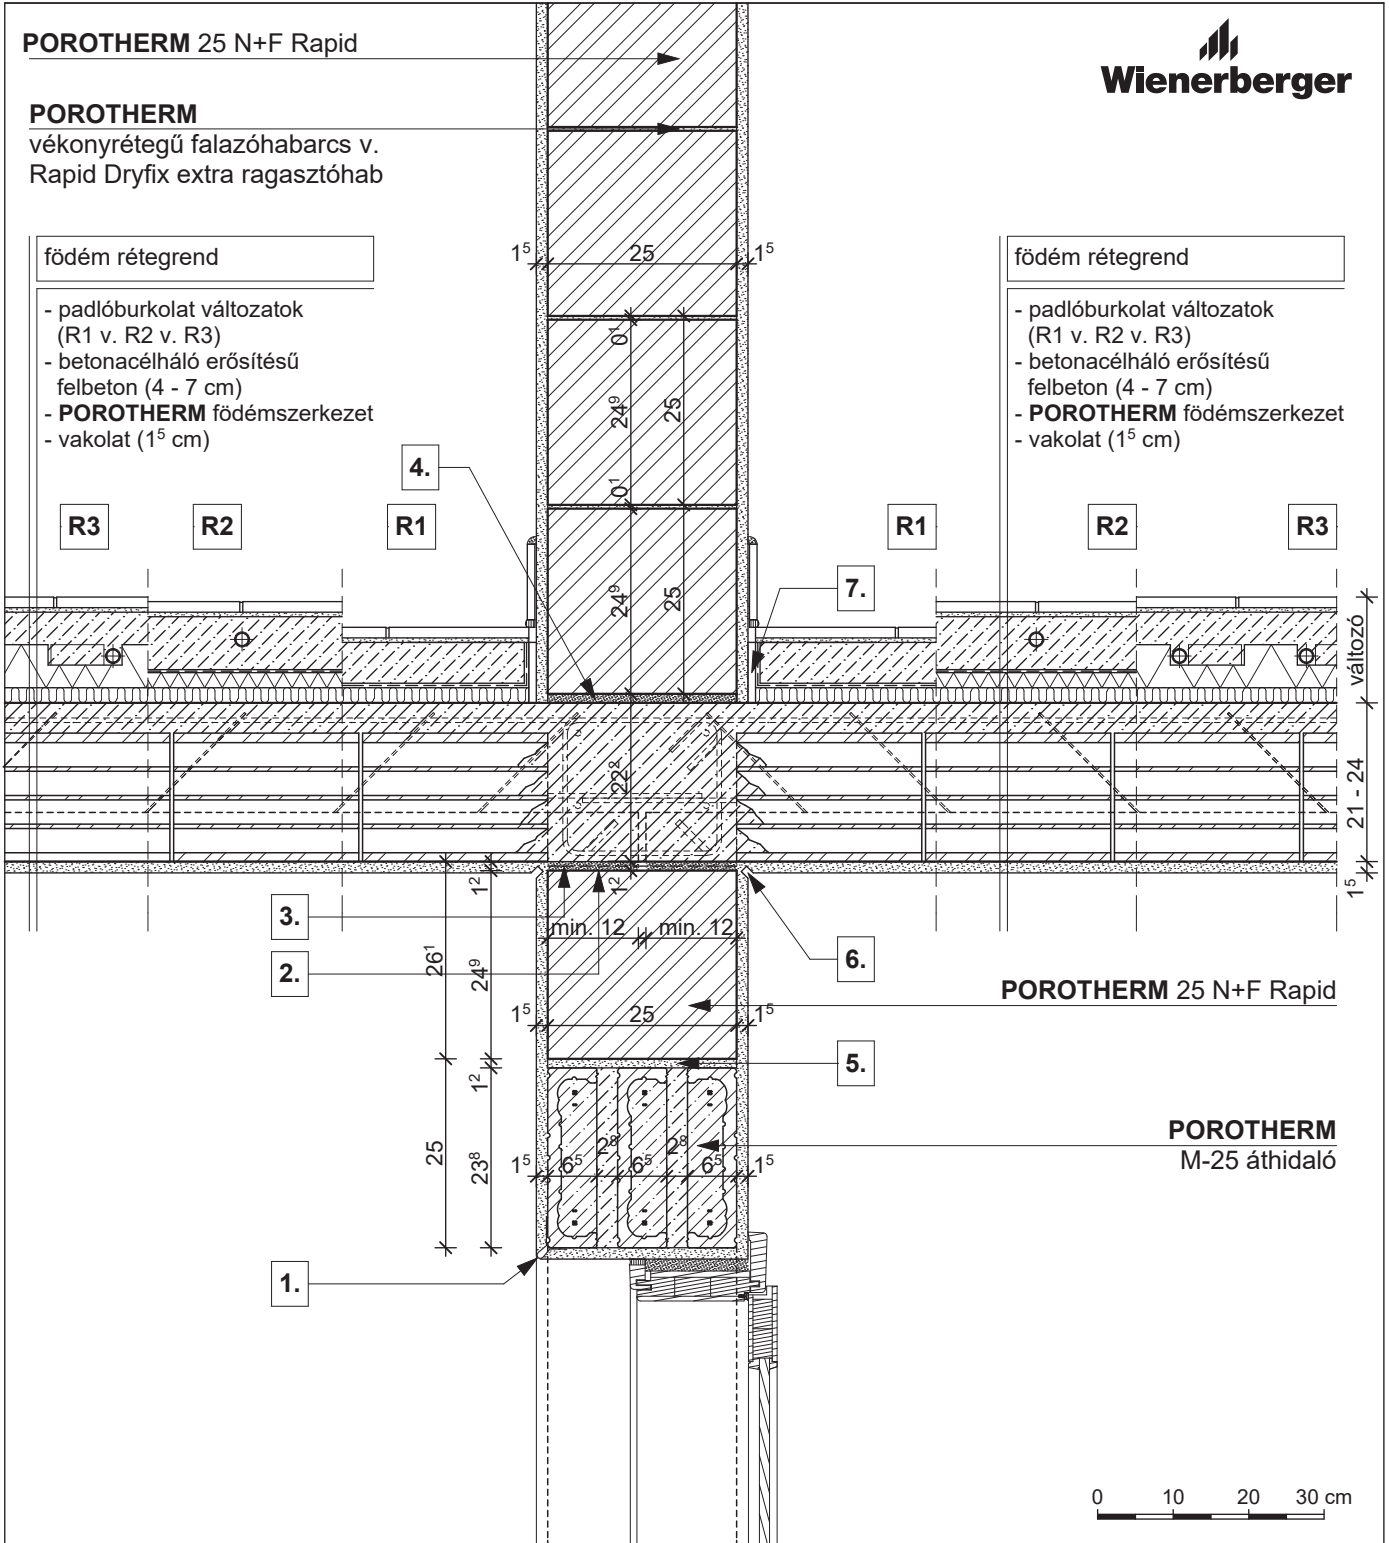 POROTHERM 25 N+F Rapid
Wienerberger
POROTHERM
vékonyrétegű falazóhabarcs v.
Rapid Dryfix extra ragasztóhab
födém rétegrend
- padlóburkolat változatok
(R1 v. R2 v. R3)
- betonacélháló erősítésű
felbeton (4 - 7 cm)
- POROTHERM födémszerkezet
- vakolat (1⁵ cm)
födém rétegrend
- padlóburkolat változatok
(R1 v. R2 v. R3)
- betonacélháló erősítésű
felbeton (4 - 7 cm)
- POROTHERM födémszerkezet
- vakolat (1⁵ cm)
1⁵ 25 1⁵
0¹
24⁹ 25
0¹
4.
R3 R2 R1 R1 R2 R3
24⁹ 25
7.
változó
22²
21 - 24
1² 1² 1⁵
3.
min. 12 min. 12
2.
6.
26¹ 24⁹
POROTHERM 25 N+F Rapid
1⁵ 25 1⁵
5.
1²
POROTHERM
M-25 áthidaló
25 23⁸
1⁵ 6⁵ 2⁸ 6⁵ 2⁸ 6⁵ 1⁵
1.
0 10 20 30 cm